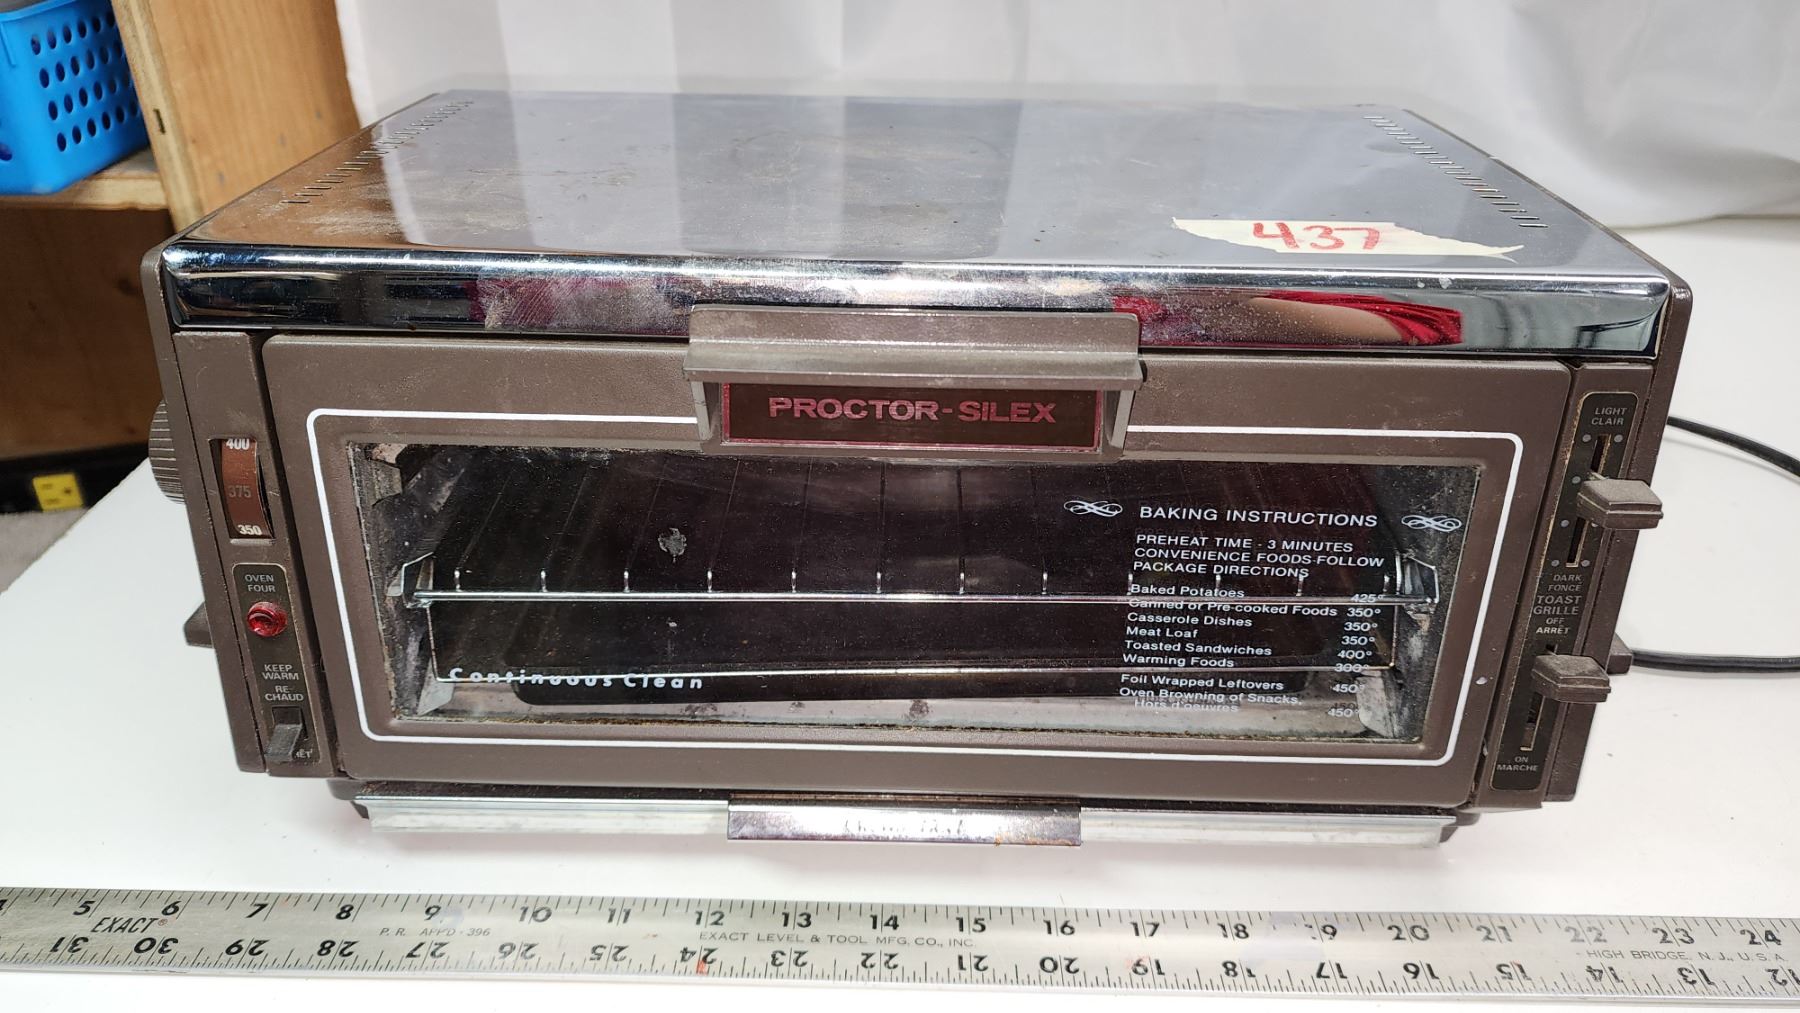 437
PROCTOR-SILEX
400
375
350
OVEN
FOUR
KEEP
WARM
RE-
CHAUD
BAKING INSTRUCTIONS
PREHEAT TIME - 3 MINUTES
CONVENIENCE FOODS-FOLLOW
PACKAGE DIRECTIONS
Baked Potatoes 425°
Canned or Pre-cooked Foods 350°
Casserole Dishes 350°
Meat Loaf 350°
Toasted Sandwiches 400°
Warming Foods 300°
Foil Wrapped Leftovers 450°
Oven Browning of Snacks,
Hors d'oeuvres 450°
Continuous Clean
LIGHT
CLAIR
DARK
FONCE
TOAST
GRILLE
OFF
ARRÊT
ON
MARCHE
5 6 7 8 9 10 11 12 13 14 15 16 17 18 19 20 21 22 23 24
EXACT®
P.R. APP'D-396
EXACT LEVEL & TOOL MFG. CO., INC.
HIGH BRIDGE, N.J., U.S.A.
31 30 29 28 27 26 25 24 23 22 21 20 19 18 17 16 15 14 13 12